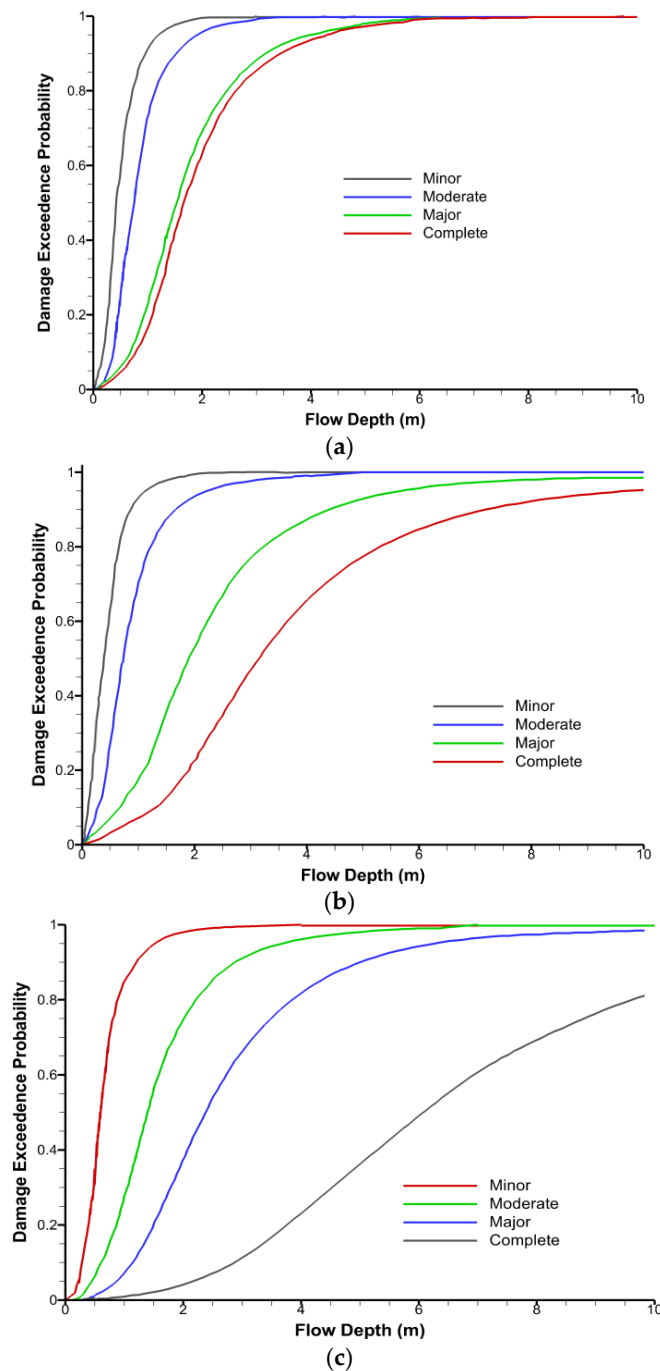 1
0.8
0.6
0.4
0.2
0
Damage Exceedence Probability
Minor
Moderate
Major
Complete
0 2 4 6 8 10
Flow Depth (m)
(a)
1
0.8
0.6
0.4
0.2
0
Damage Exceedence Probability
Minor
Moderate
Major
Complete
0 2 4 6 8 10
Flow Depth (m)
(b)
1
0.8
0.6
0.4
0.2
0
Damage Exceedence Probability
Minor
Moderate
Major
Complete
0 2 4 6 8 10
Flow Depth (m)
(c)